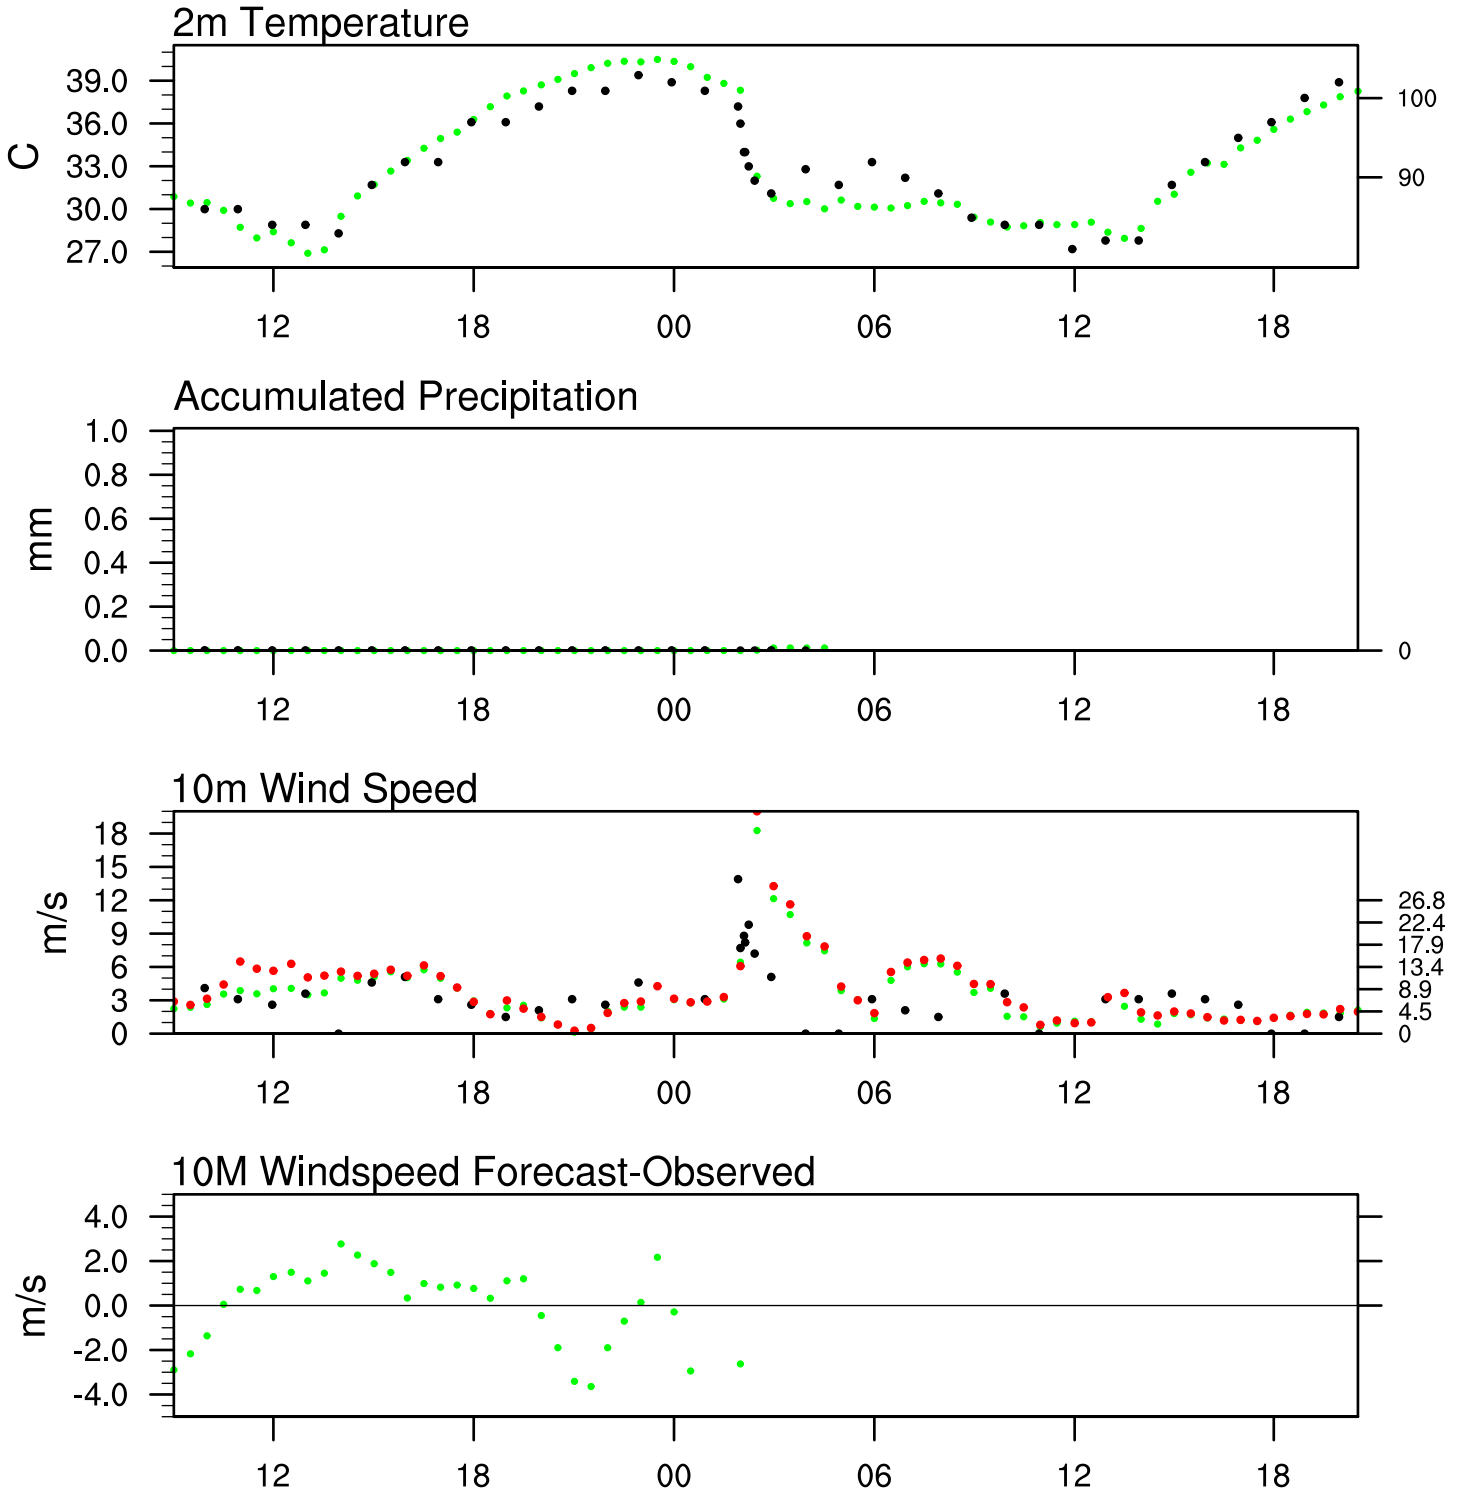 2m Temperature
39.0
36.0
33.0
30.0
27.0
C
100
90
12 18 00 06 12 18
Accumulated Precipitation
1.0
0.8
0.6
0.4
0.2
0.0
mm
0
12 18 00 06 12 18
10m Wind Speed
18
15
12
9
6
3
0
m/s
26.8
22.4
17.9
13.4
8.9
4.5
0
12 18 00 06 12 18
10M Windspeed Forecast-Observed
4.0
2.0
0.0
-2.0
-4.0
m/s
12 18 00 06 12 18